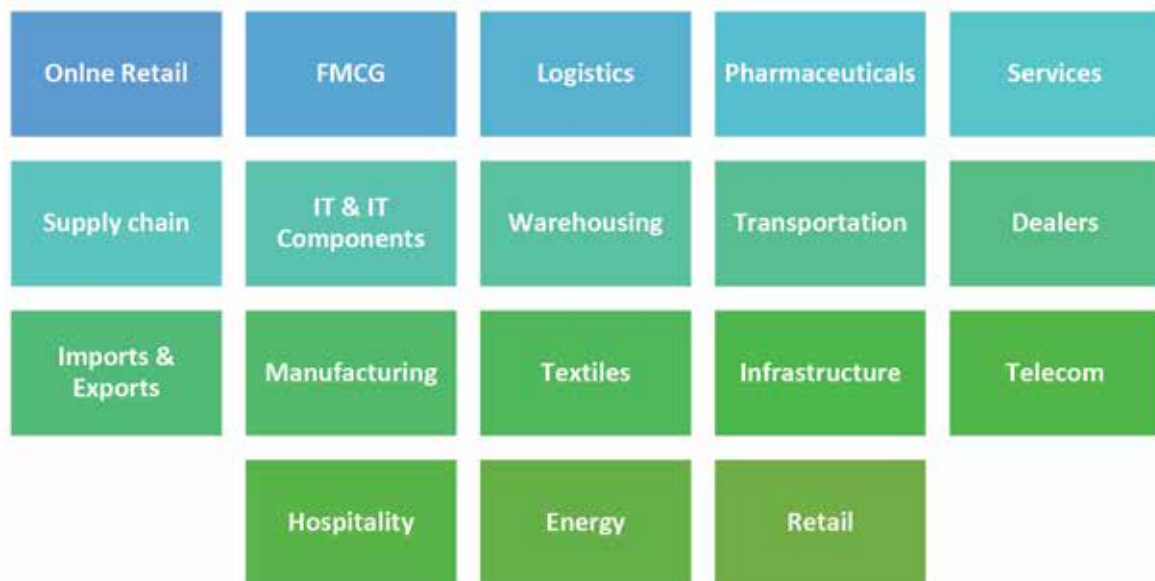 Onlne Retail
FMCG
Logistics
Pharmaceuticals
Services
Supply chain
IT & IT
Components
Warehousing
Transportation
Dealers
Imports &
Exports
Manufacturing
Textiles
Infrastructure
Telecom
Hospitality
Energy
Retail